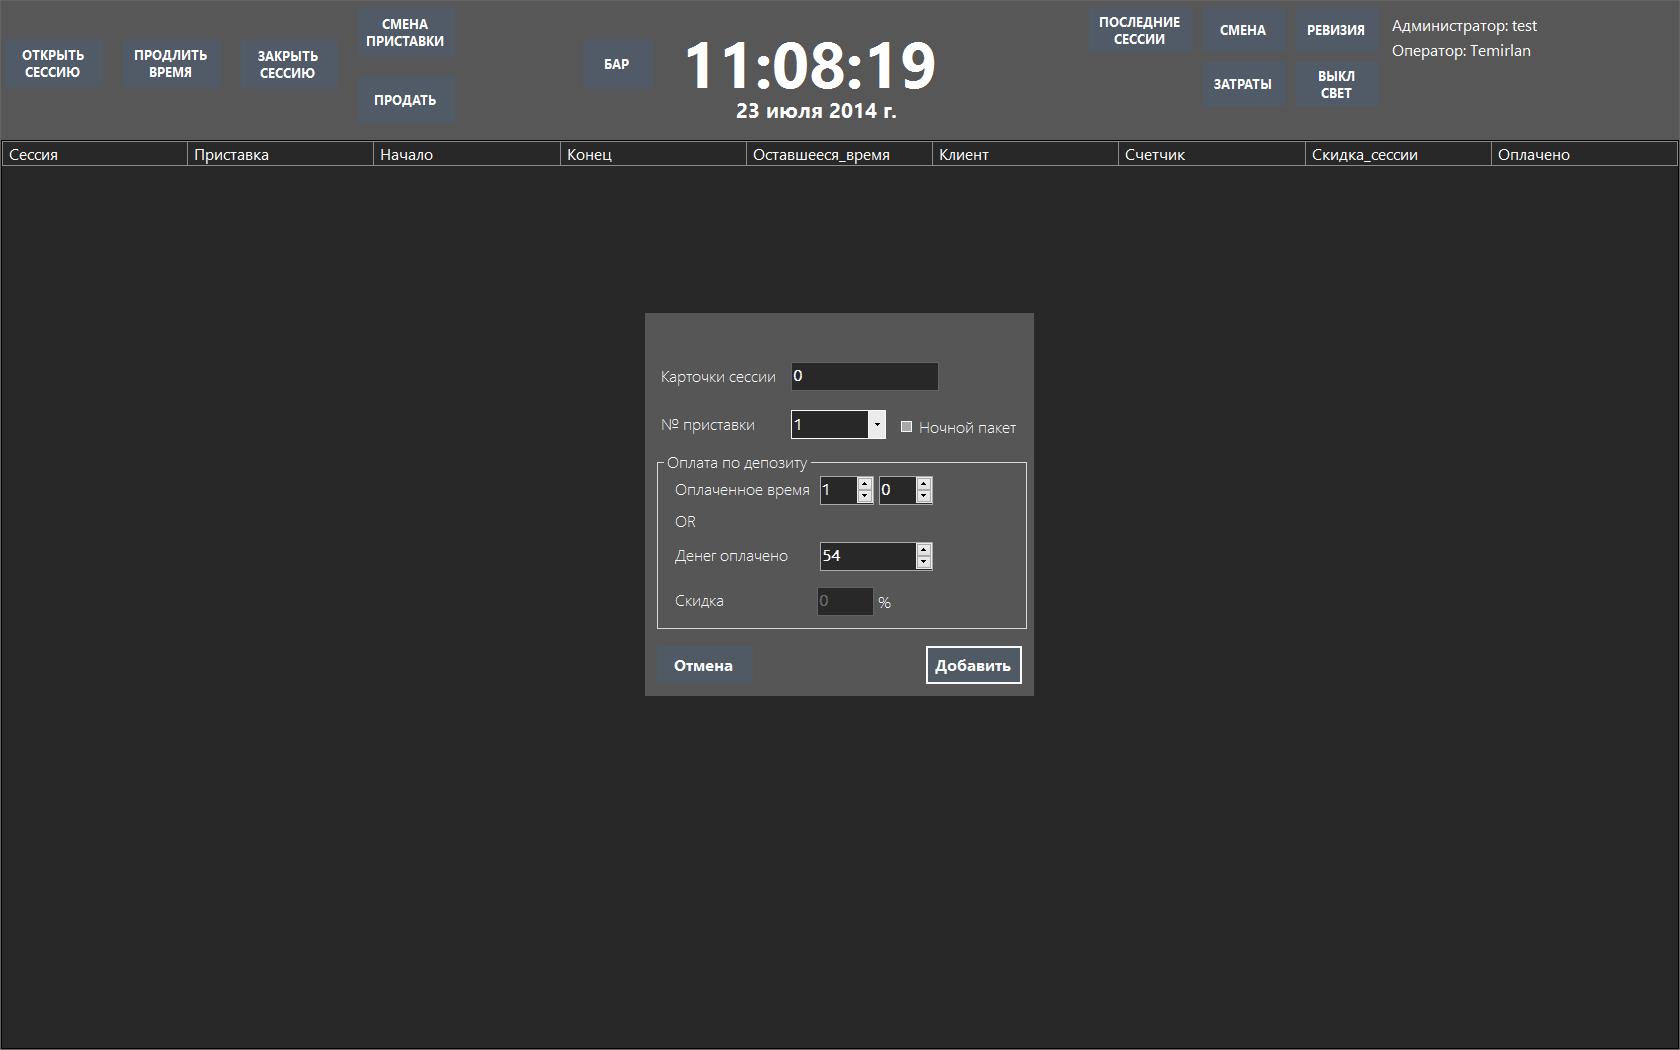 ОТКРЫТЬ
СЕССИЮ
ПРОДЛИТЬ
ВРЕМЯ
ЗАКРЫТЬ
СЕССИЮ
СМЕНА
ПРИСТАВКИ
ПРОДАТЬ
БАР
11:08:19
23 июля 2014 г.
ПОСЛЕДНИЕ
СЕССИИ
СМЕНА
РЕВИЗИЯ
ЗАТРАТЫ
ВЫКЛ
СВЕТ
Администратор: test
Оператор: Temirlan
Сессия Приставка Начало Конец Оставшееся_время Клиент Счетчик Скидка_сессии Оплачено
Карточки сессии 0
№ приставки 1 Ночной пакет
Оплата по депозиту
Оплаченное время 1 0
OR
Денег оплачено 54
Скидка 0 %
Отмена Добавить